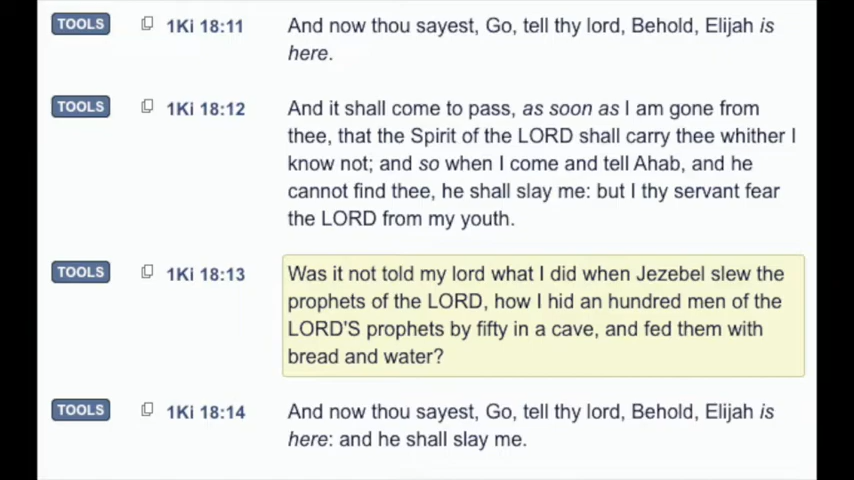 TOOLS 1Ki 18:11 And now thou sayest, Go, tell thy lord, Behold, Elijah is
here.
TOOLS 1Ki 18:12 And it shall come to pass, as soon as I am gone from
thee, that the Spirit of the LORD shall carry thee whither I
know not; and so when I come and tell Ahab, and he
cannot find thee, he shall slay me: but I thy servant fear
the LORD from my youth.
TOOLS 1Ki 18:13 Was it not told my lord what I did when Jezebel slew the
prophets of the LORD, how I hid an hundred men of the
LORD'S prophets by fifty in a cave, and fed them with
bread and water?
TOOLS 1Ki 18:14 And now thou sayest, Go, tell thy lord, Behold, Elijah is
here: and he shall slay me.